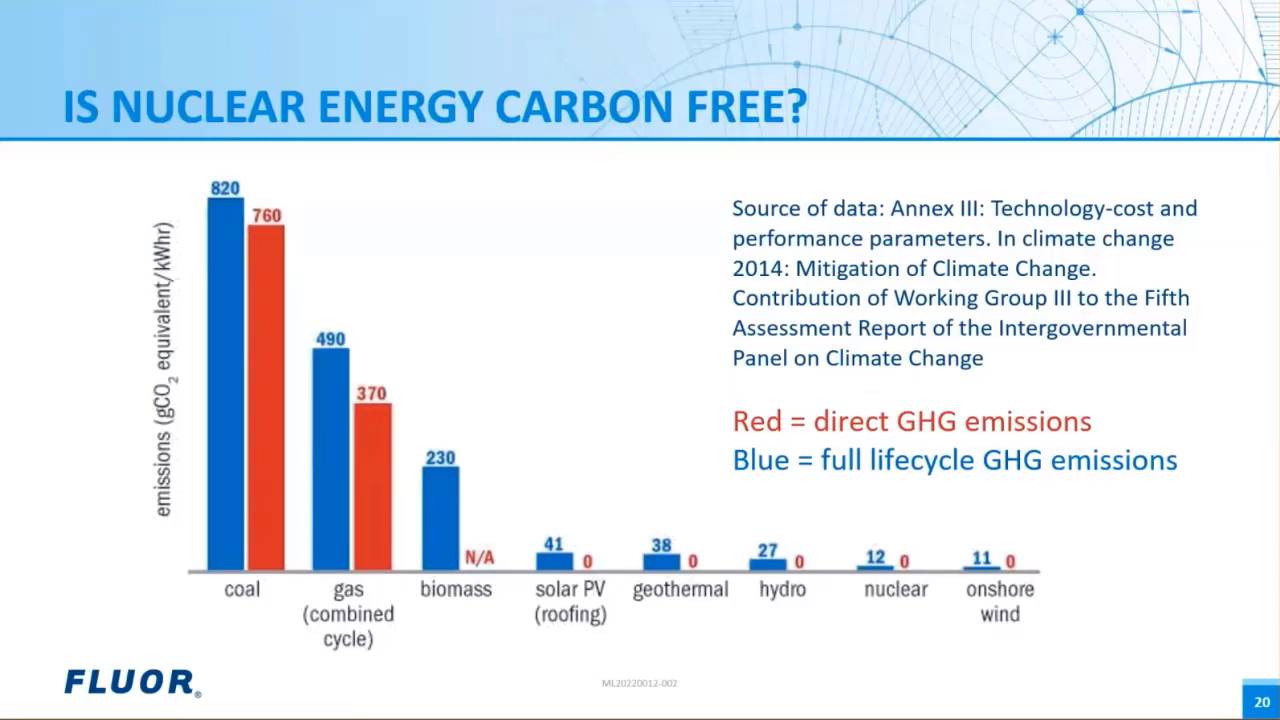 IS NUCLEAR ENERGY CARBON FREE?
emissions (gCO2 equivalent/kWhr)
820
760
490
370
230
N/A
41
0
38
0
27
0
12
0
11
0
coal
gas
(combined
cycle)
biomass
solar PV
(roofing)
geothermal
hydro
nuclear
onshore
wind
Source of data: Annex III: Technology-cost and
performance parameters. In climate change
2014: Mitigation of Climate Change.
Contribution of Working Group III to the Fifth
Assessment Report of the Intergovernmental
Panel on Climate Change
Red = direct GHG emissions
Blue = full lifecycle GHG emissions
FLUOR®
ML20220012-002
20